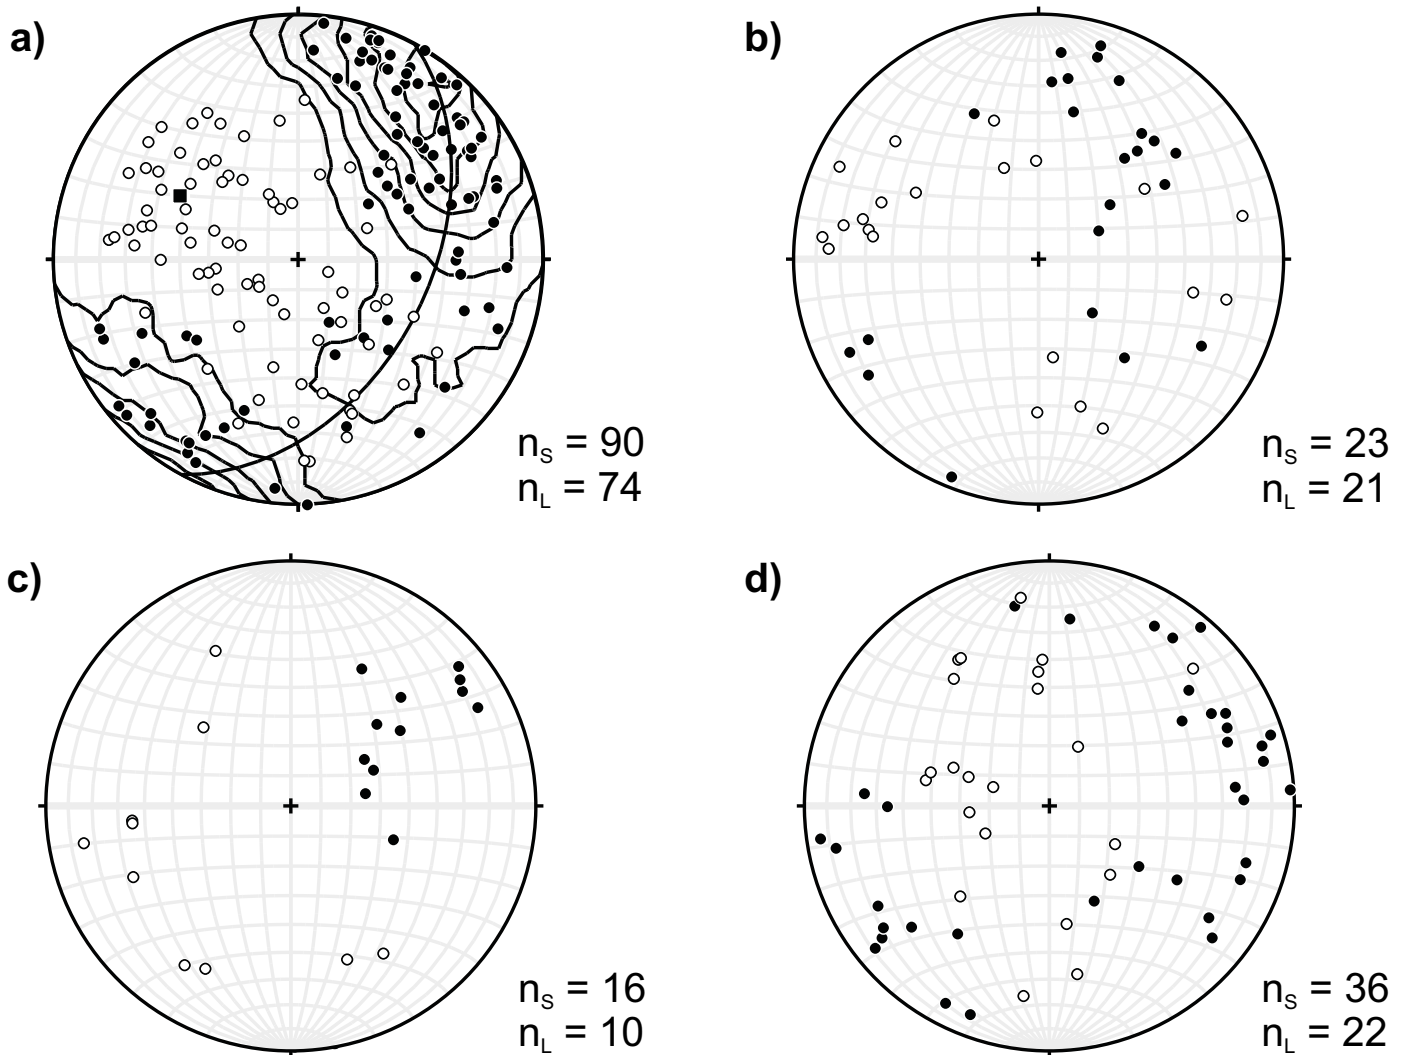 a)
n_S = 90
n_L = 74
b)
n_S = 23
n_L = 21
c)
n_S = 16
n_L = 10
d)
n_S = 36
n_L = 22